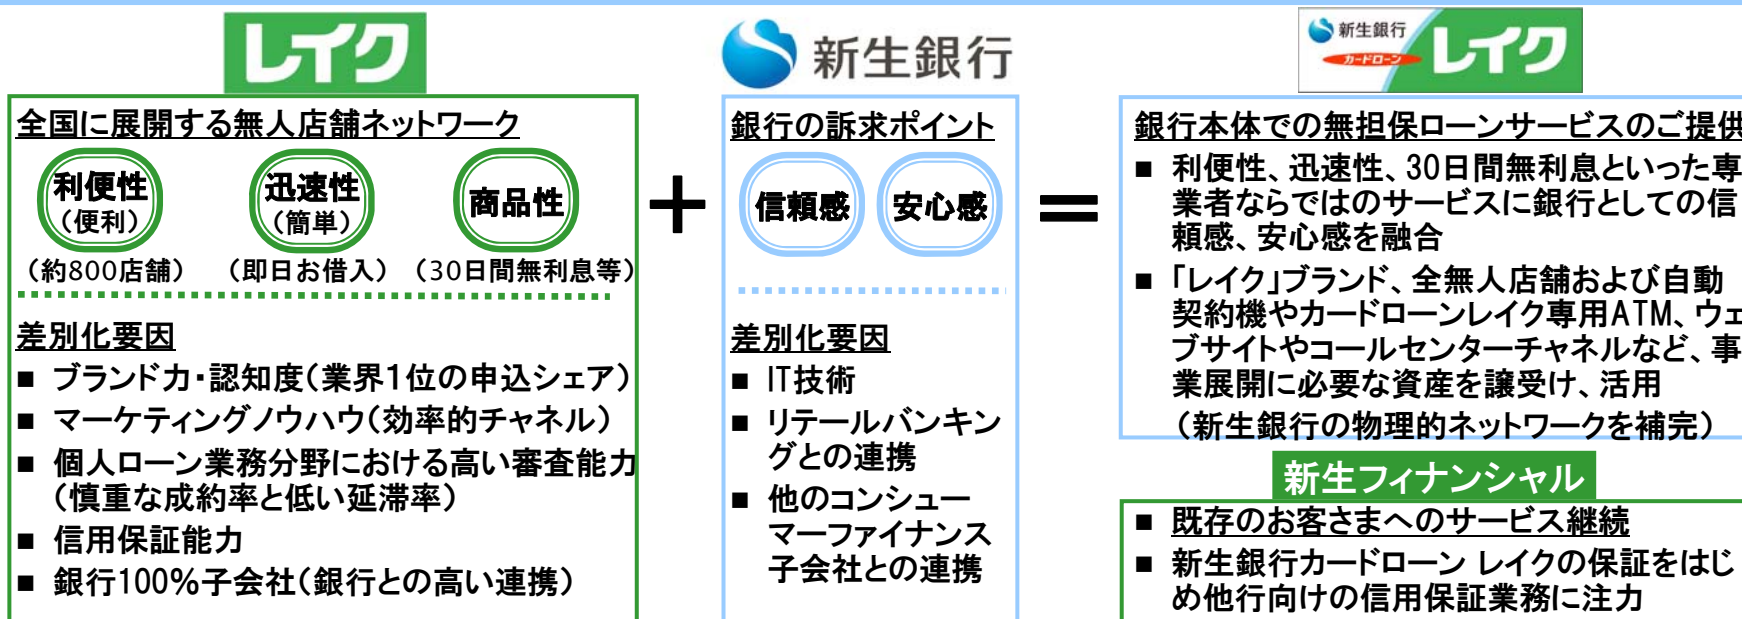 レイク
全国に展開する無人店舗ネットワーク
利便性
（便利）
迅速性
（簡単）
商品性
（約800店舗）
（即日お借入）
（30日間無利息等）
差別化要因
■ ブランド力・認知度（業界1位の申込シェア）
■ マーケティングノウハウ（効率的チャネル）
■ 個人ローン業務分野における高い審査能力
（慎重な成約率と低い延滞率）
■ 信用保証能力
■ 銀行100%子会社（銀行との高い連携）
+
新生銀行
銀行の訴求ポイント
信頼感
安心感
差別化要因
■ IT技術
■ リテールバンキン
グとの連携
■ 他のコンシュー
マーファイナンス
子会社との連携
=
新生銀行
カードローン
レイク
銀行本体での無担保ローンサービスのご提供
■ 利便性、迅速性、30日間無利息といった専
業者ならではのサービスに銀行としての信
頼感、安心感を融合
■ 「レイク」ブランド、全無人店舗および自動
契約機やカードローンレイク専用ATM、ウェ
ブサイトやコールセンターチャネルなど、事
業展開に必要な資産を譲受け、活用
（新生銀行の物理的ネットワークを補完）
新生フィナンシャル
■ 既存のお客さまへのサービス継続
■ 新生銀行カードローン レイクの保証をはじ
め他行向けの信用保証業務に注力